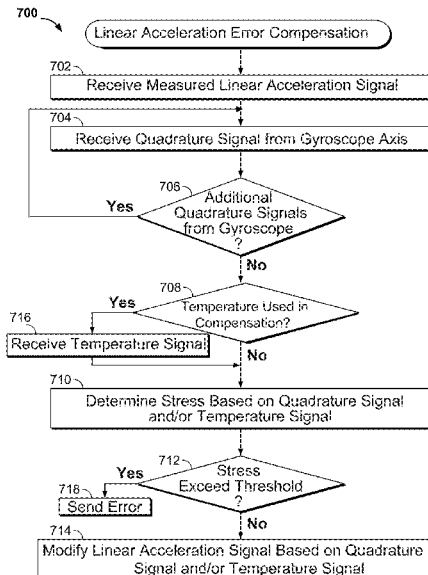 700
Linear Acceleration Error Compensation
702
Receive Measured Linear Acceleration Signal
704
Receive Quadrature Signal from Gyroscope Axis
706
Additional
Quadrature Signals
from Gyroscope
?
Yes
No
708
Temperature Used in
Compensation?
Yes
716
Receive Temperature Signal
No
710
Determine Stress Based on Quadrature Signal
and/or Temperature Signal
712
Stress
Exceed Threshold
?
Yes
718
Send Error
No
714
Modify Linear Acceleration Signal Based on Quadrature
Signal and/or Temperature Signal